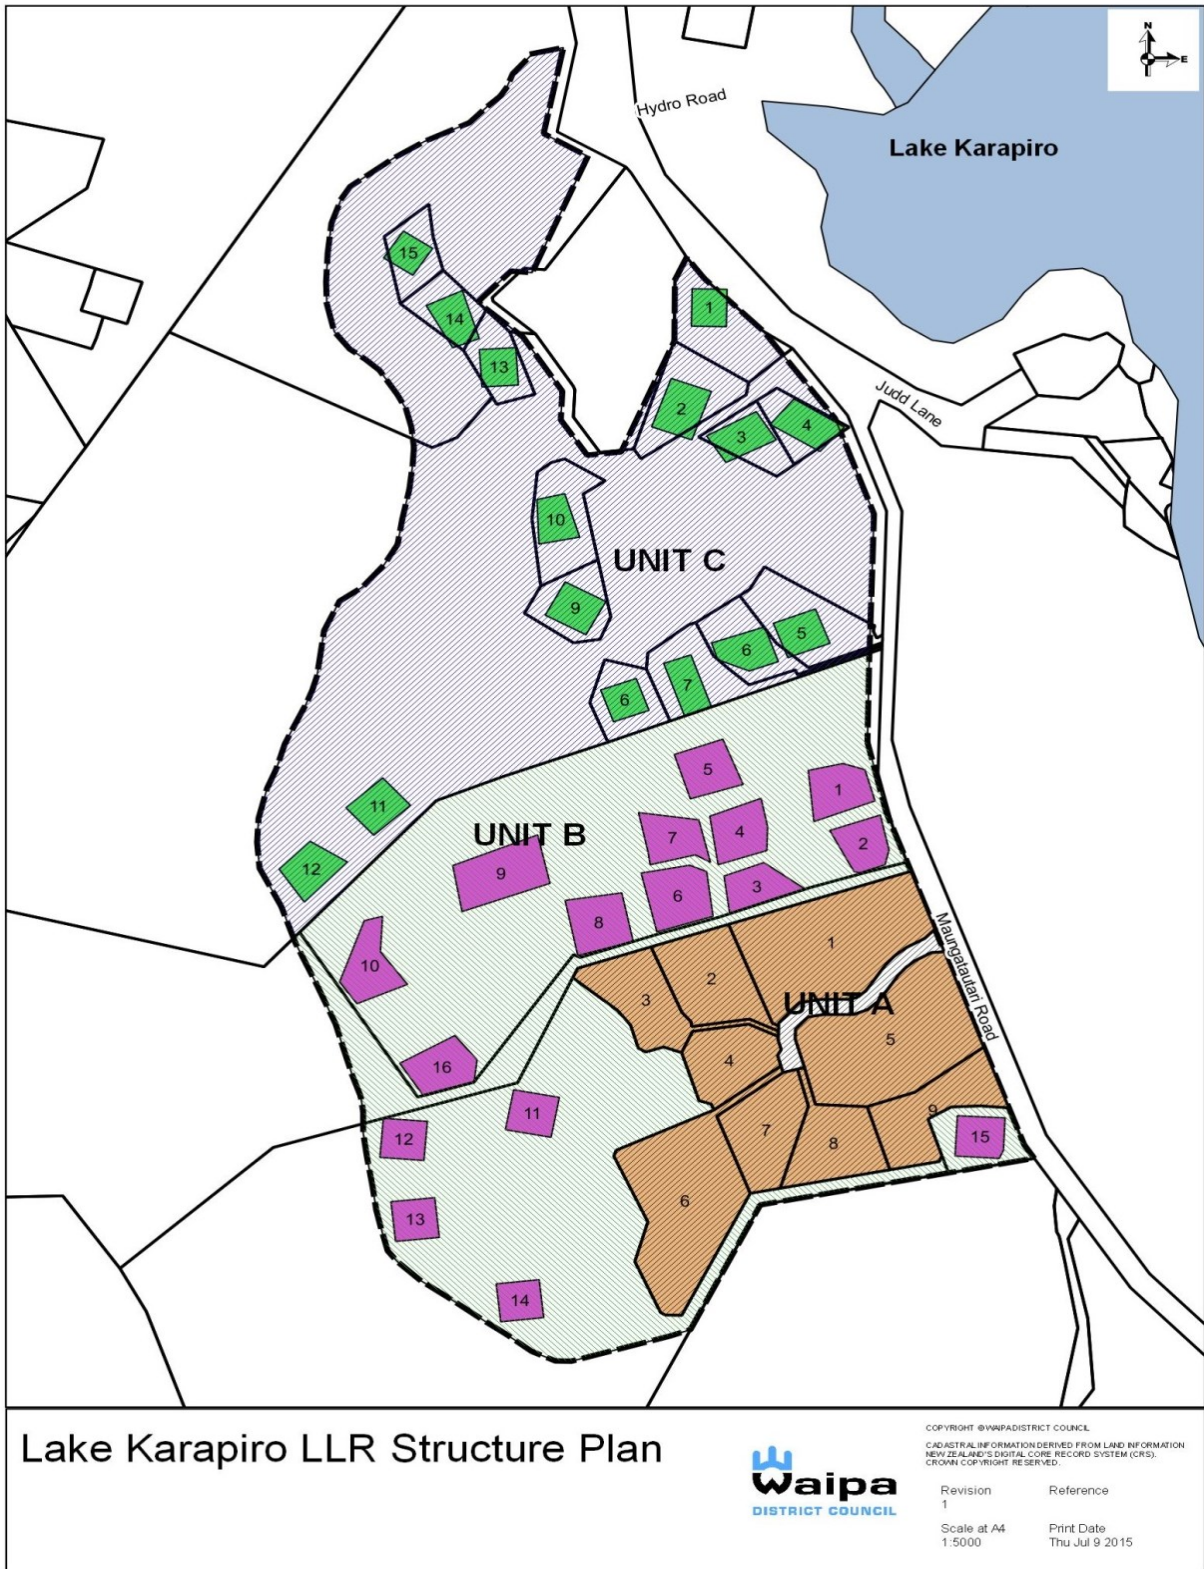 N
E
Hydro Road
Lake Karapiro
15
1
14
13
Judd Lane
2
4
3
10
UNIT C
9
5
6
7
6
5
1
11
7
4
UNIT B
2
12
9
3
6
8
1
10
2
3
UNIT A
Maungatautari Road
5
4
16
11
9
7
15
12
8
6
13
14
Lake Karapiro LLR Structure Plan
Waipa
DISTRICT COUNCIL
COPYRIGHT @WAIPADISTRICT COUNCIL
CADASTRAL INFORMATION DERIVED FROM LAND INFORMATION
NEW ZEALAND'S DIGITAL CORE RECORD SYSTEM (CRS).
CROWN COPYRIGHT RESERVED.
Revision Reference
1
Scale at A4 Print Date
1:5000 Thu Jul 9 2015